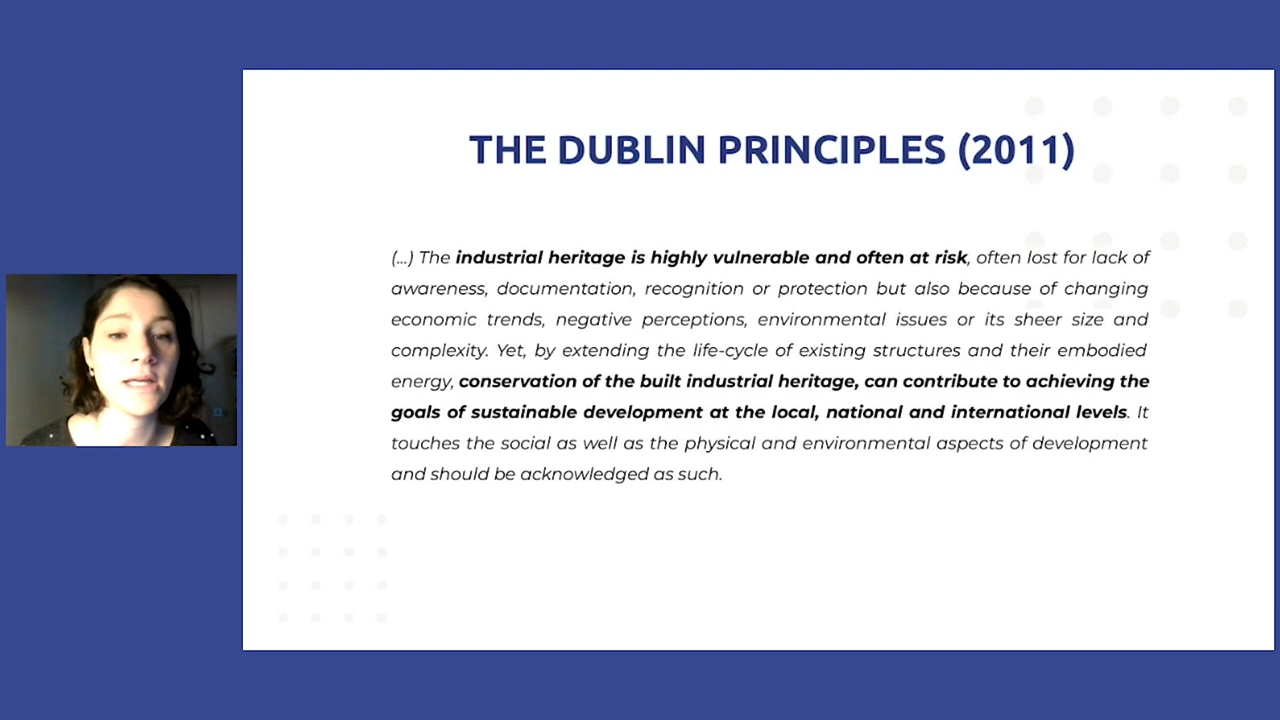 THE DUBLIN PRINCIPLES (2011)
(...) The industrial heritage is highly vulnerable and often at risk, often lost for lack of
awareness, documentation, recognition or protection but also because of changing
economic trends, negative perceptions, environmental issues or its sheer size and
complexity. Yet, by extending the life-cycle of existing structures and their embodied
energy, conservation of the built industrial heritage, can contribute to achieving the
goals of sustainable development at the local, national and international levels. It
touches the social as well as the physical and environmental aspects of development
and should be acknowledged as such.